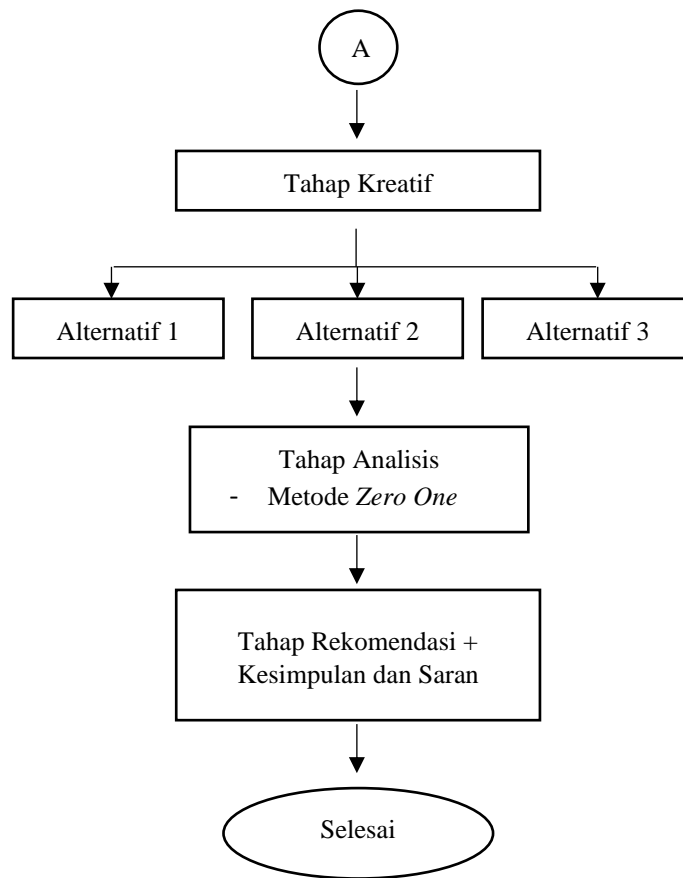 A
Tahap Kreatif
Alternatif 1
Alternatif 2
Alternatif 3
Tahap Analisis
- Metode Zero One
Tahap Rekomendasi +
Kesimpulan dan Saran
Selesai